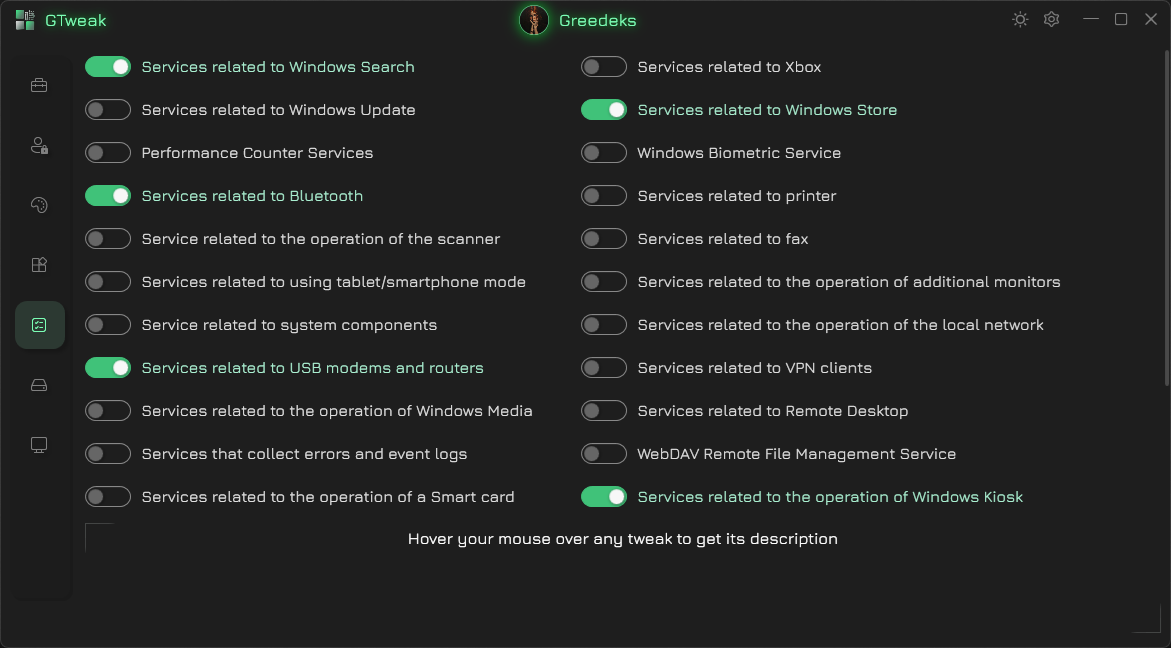 GTweak
Greedeks
Services related to Windows Search
Services related to Xbox
Services related to Windows Update
Services related to Windows Store
Performance Counter Services
Windows Biometric Service
Services related to Bluetooth
Services related to printer
Service related to the operation of the scanner
Services related to fax
Services related to using tablet/smartphone mode
Services related to the operation of additional monitors
Service related to system components
Services related to the operation of the local network
Services related to USB modems and routers
Services related to VPN clients
Services related to the operation of Windows Media
Services related to Remote Desktop
Services that collect errors and event logs
WebDAV Remote File Management Service
Services related to the operation of a Smart card
Services related to the operation of Windows Kiosk
Hover your mouse over any tweak to get its description